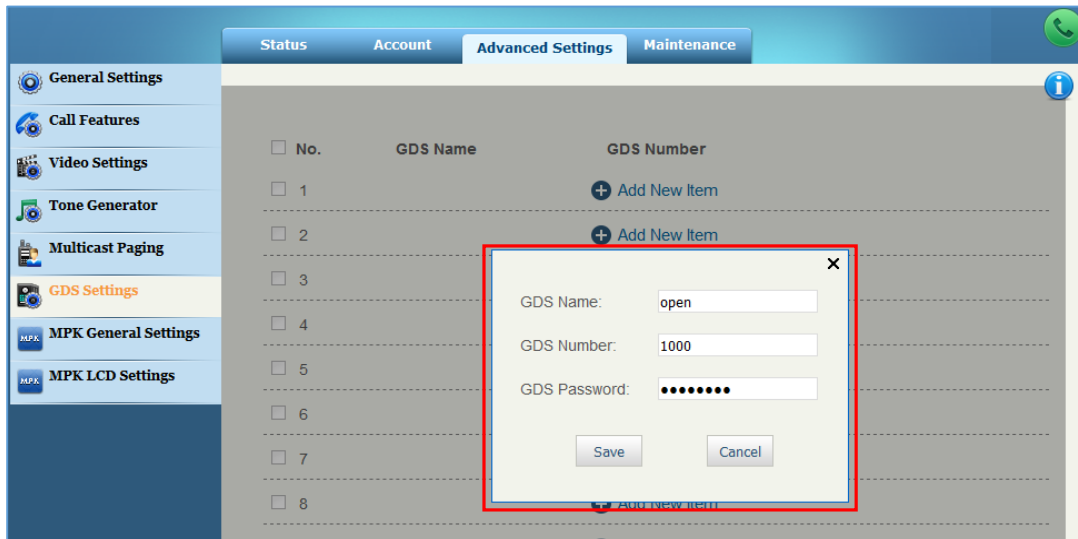 Status Account Advanced Settings Maintenance
General Settings
Call Features
Video Settings
Tone Generator
Multicast Paging
GDS Settings
MPK MPK General Settings
MPK MPK LCD Settings
No. GDS Name GDS Number
1 Add New Item
2 Add New Item
3
4
5
6
7
8 Add New Item
GDS Name: open
GDS Number: 1000
GDS Password: ••••••••
Save Cancel